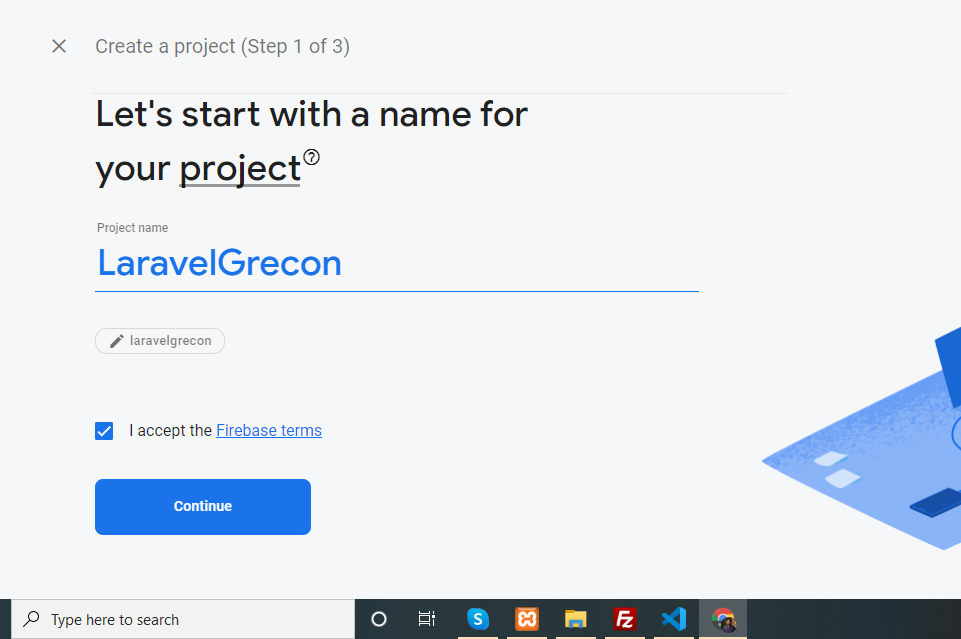 Create a project (Step 1 of 3)
Let's start with a name for
your project
Project name
LaravelGrecon
laravelgrecon
I accept the Firebase terms
Continue
Type here to search